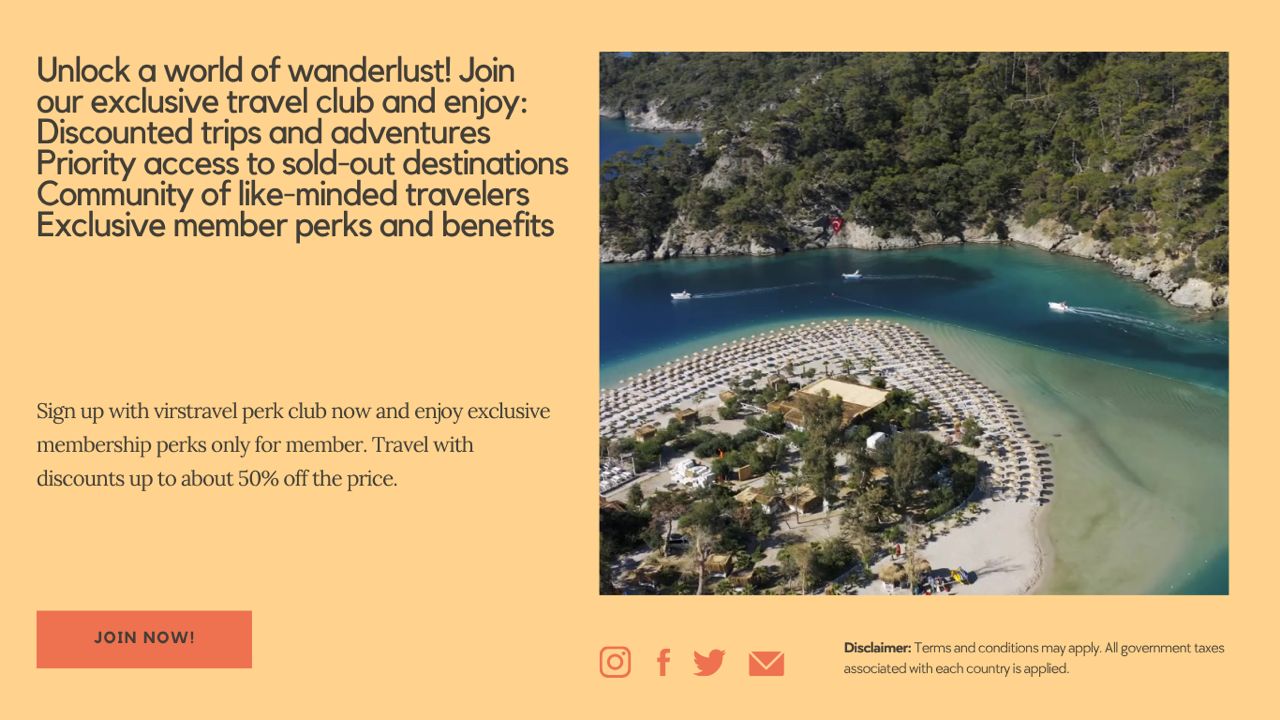 Unlock a world of wanderlust! Join
our exclusive travel club and enjoy:
Discounted trips and adventures
Priority access to sold-out destinations
Community of like-minded travelers
Exclusive member perks and benefits
Sign up with virstravel perk club now and enjoy exclusive
membership perks only for member. Travel with
discounts up to about 50% off the price.
JOIN NOW!
Disclaimer: Terms and conditions may apply. All government taxes
associated with each country is applied.